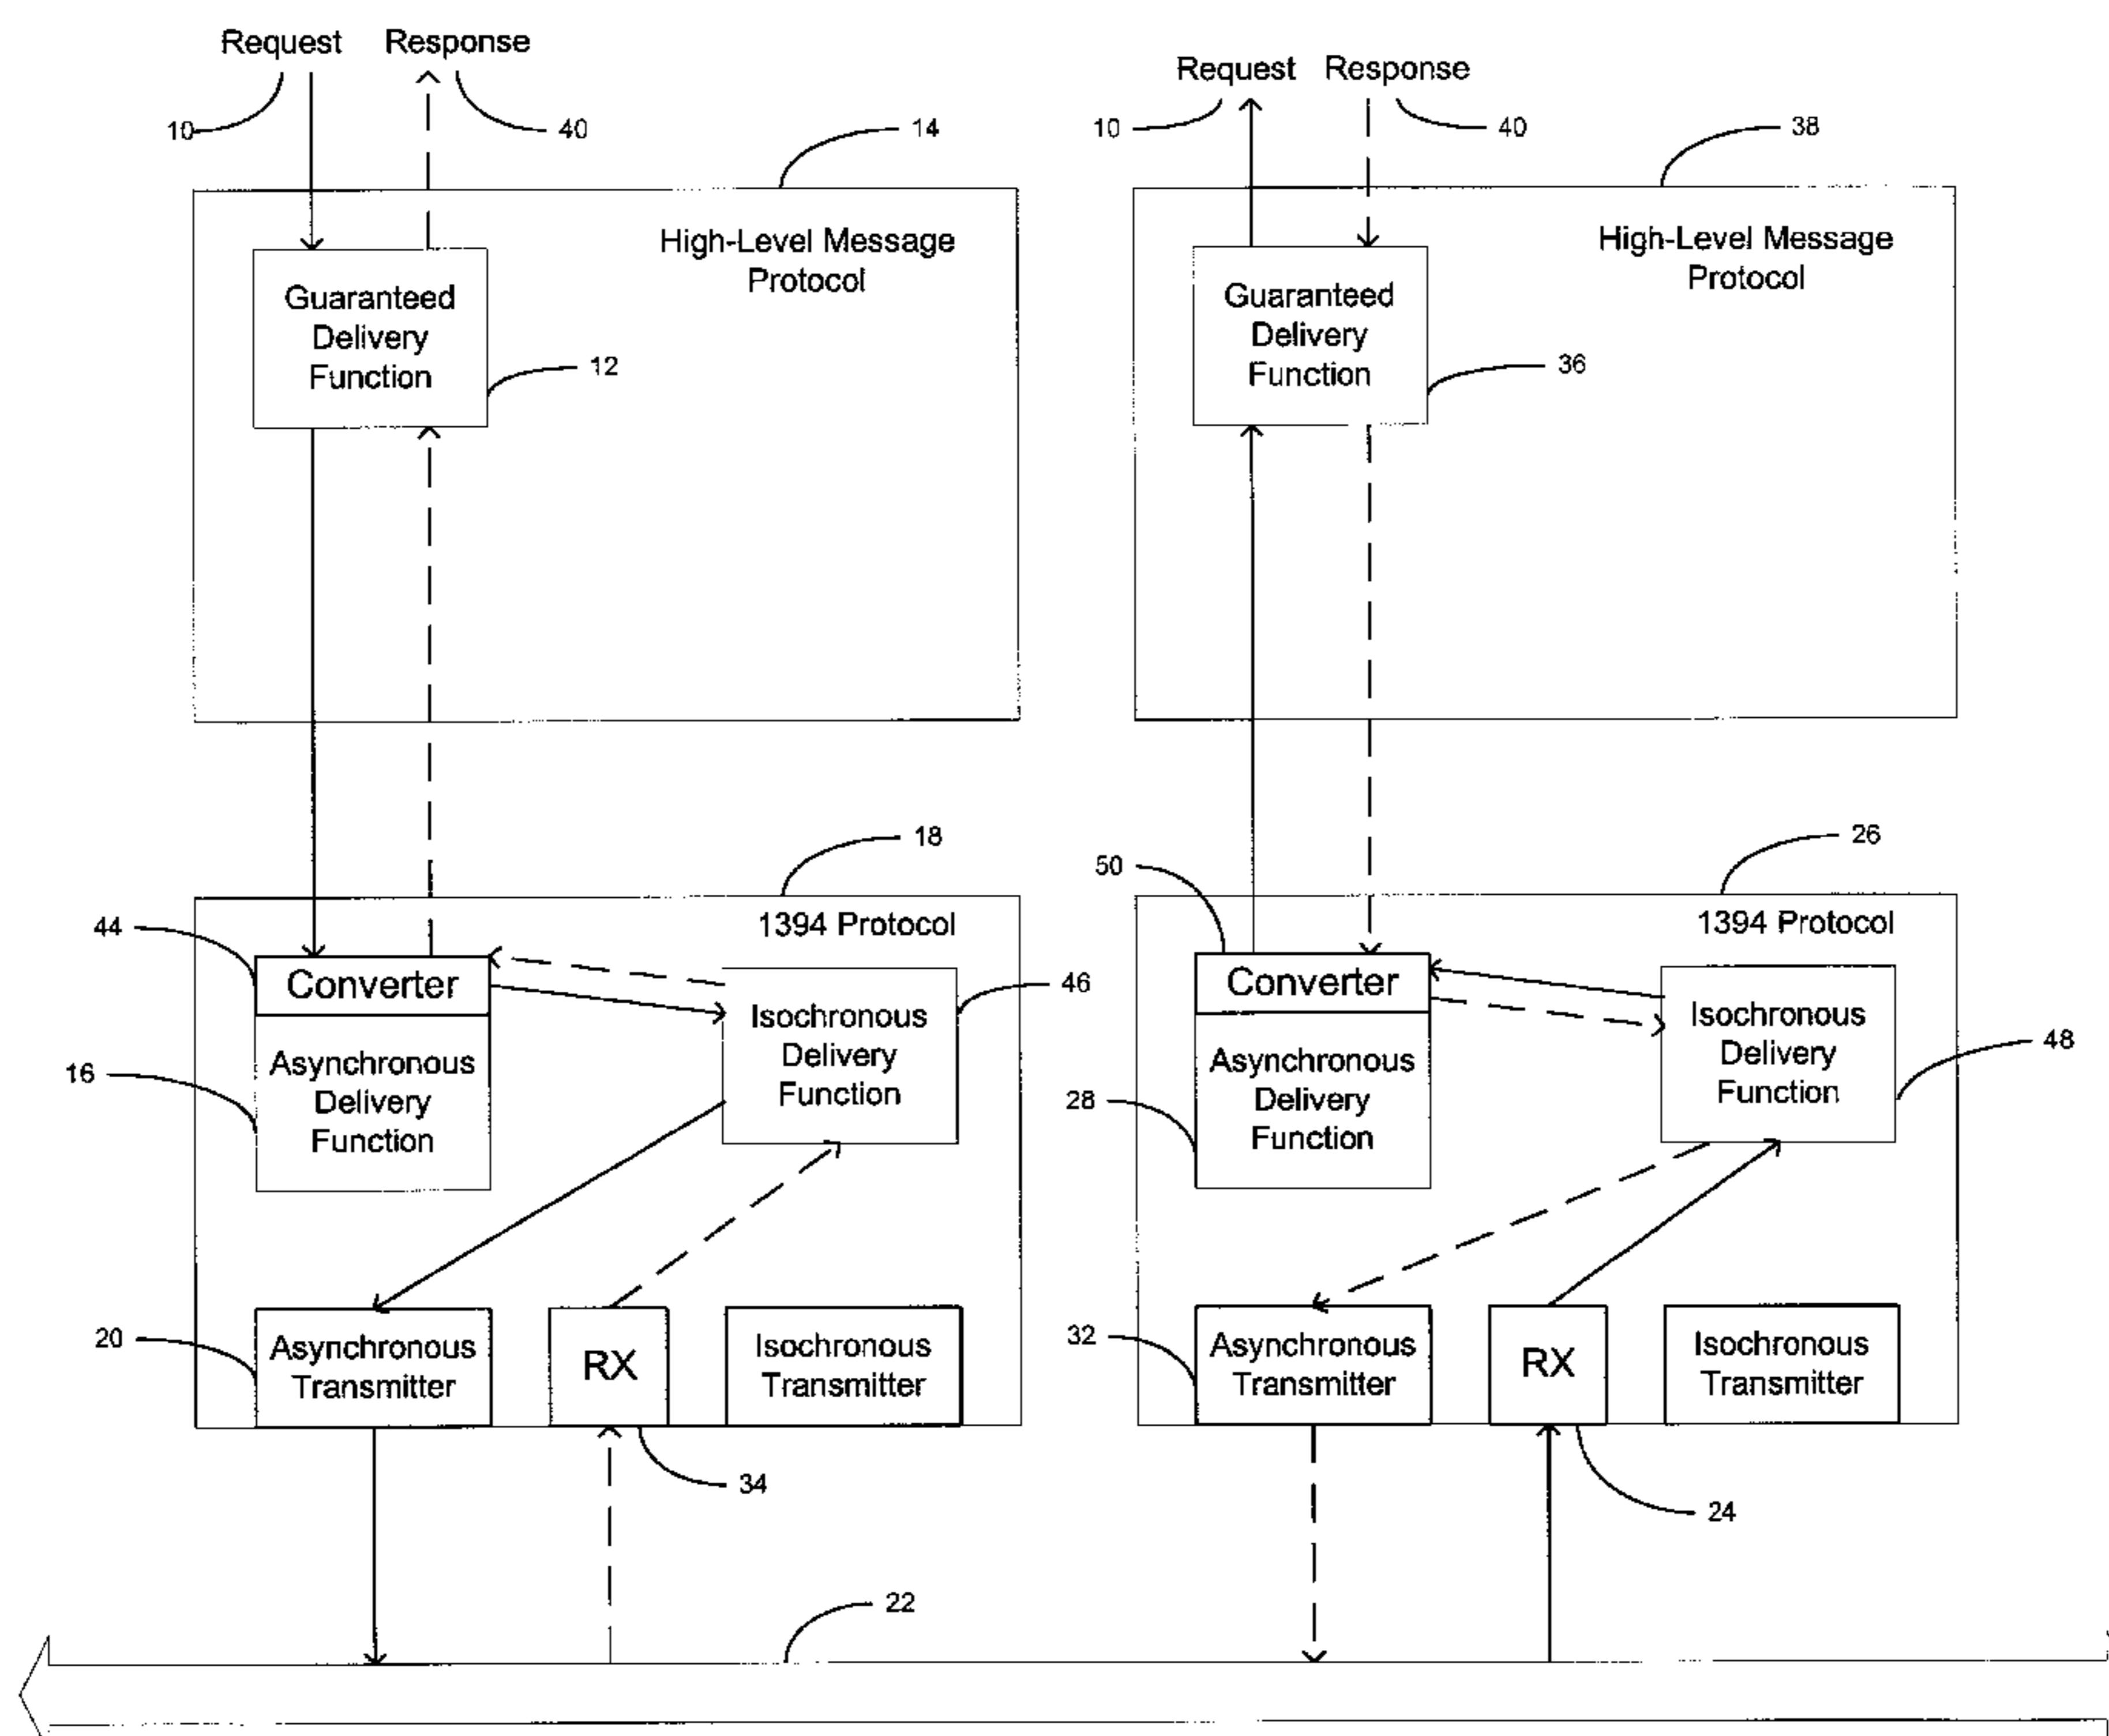 Request Response
Request Response
10
40
14
10
40
38
High-Level Message
Protocol
High-Level Message
Protocol
Guaranteed
Delivery
Function
12
Guaranteed
Delivery
Function
36
18
26
44
50
1394 Protocol
1394 Protocol
Converter
Converter
46
48
Isochronous
Delivery
Function
Isochronous
Delivery
Function
16
Asynchronous
Delivery
Function
28
Asynchronous
Delivery
Function
20
Asynchronous
Transmitter
RX
Isochronous
Transmitter
32
Asynchronous
Transmitter
RX
Isochronous
Transmitter
34
24
22